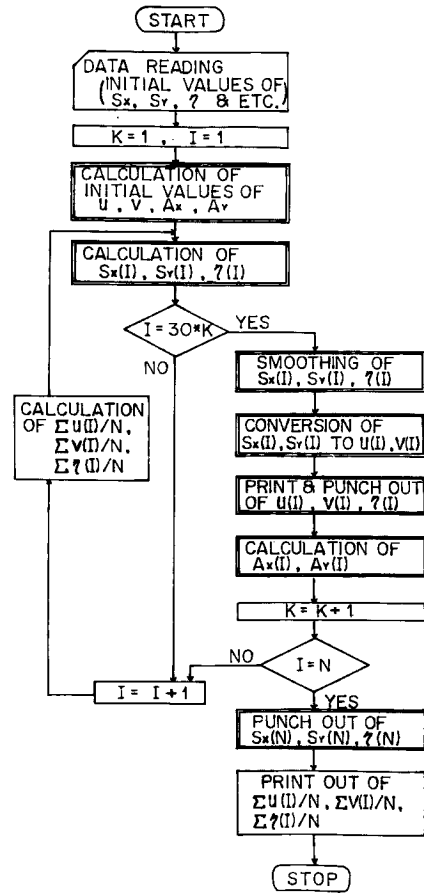 START
DATA READING
(INITIAL VALUES OF
Sx, SY, η & ETC.)
K=1 , I=1
CALCULATION OF
INITIAL VALUES OF
U , V , Ax , AY
CALCULATION OF
Sx(I), SY(I), η(I)
I=30*K
YES
NO
SMOOTHING OF
Sx(I), SY(I), η(I)
CONVERSION OF
Sx(I), SY(I) TO U(I), V(I)
PRINT & PUNCH OUT
OF U(I), V(I), η(I)
CALCULATION OF
Ax(I), AY(I)
K=K+1
I=N
NO
YES
CALCULATION
OF ΣU(I)/N,
ΣV(I)/N,
Ση(I)/N
I = I+1
PUNCH OUT OF
Sx(N), SY(N), η(N)
PRINT OUT OF
ΣU(I)/N, ΣV(I)/N,
Ση(I)/N
STOP